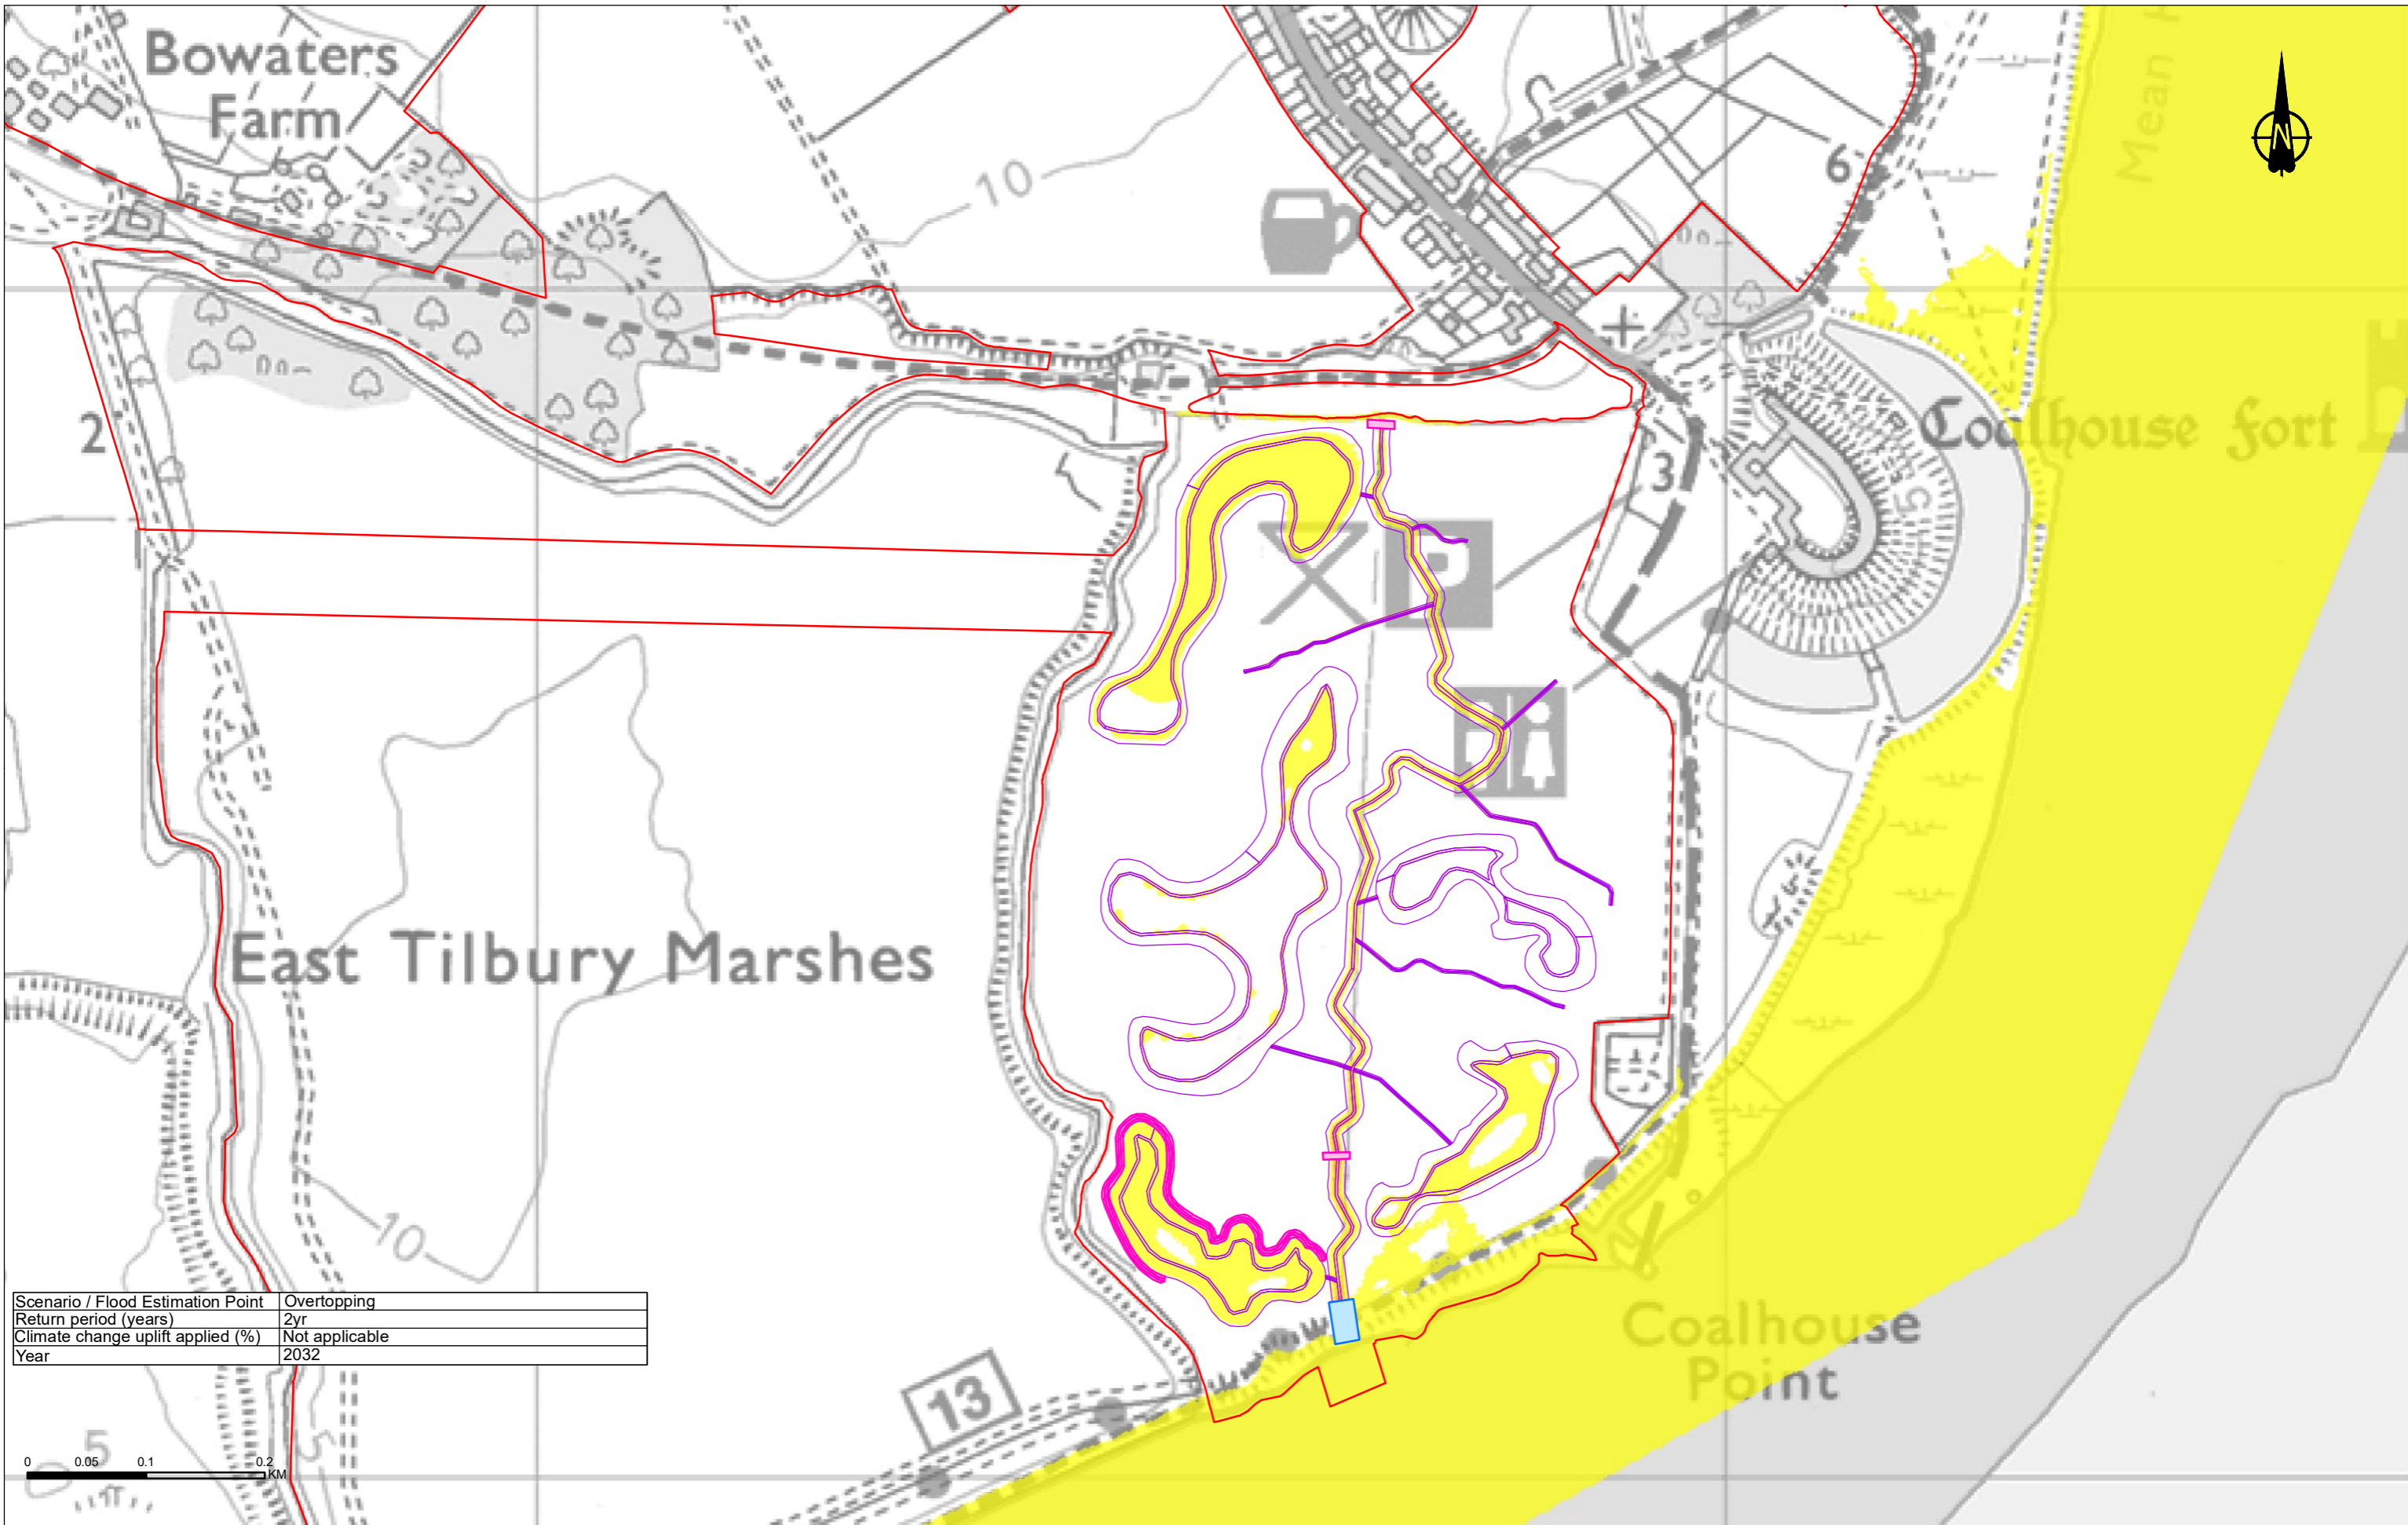 Bowaters
Farm
10
6
Mean
N
2
Coalhouse Fort
3
P
15
East Tilbury Marshes
10
Scenario / Flood Estimation Point Overtopping
Return period (years) 2yr
Climate change uplift applied (%) Not applicable
Year 2032
Coalhouse
Point
13
5
0 0.05 0.1 0.2
KM